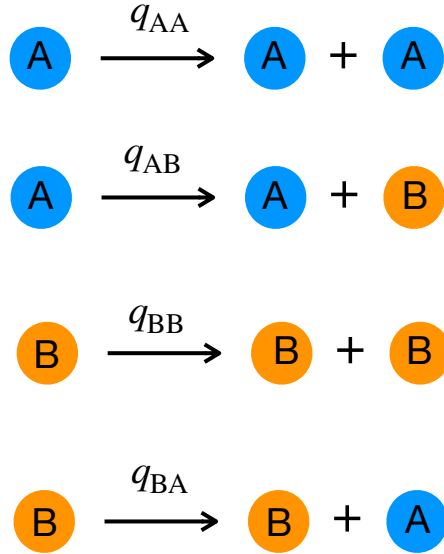 q_AA
A A + A
q_AB
A A + B
q_BB
B B + B
q_BA
B B + A